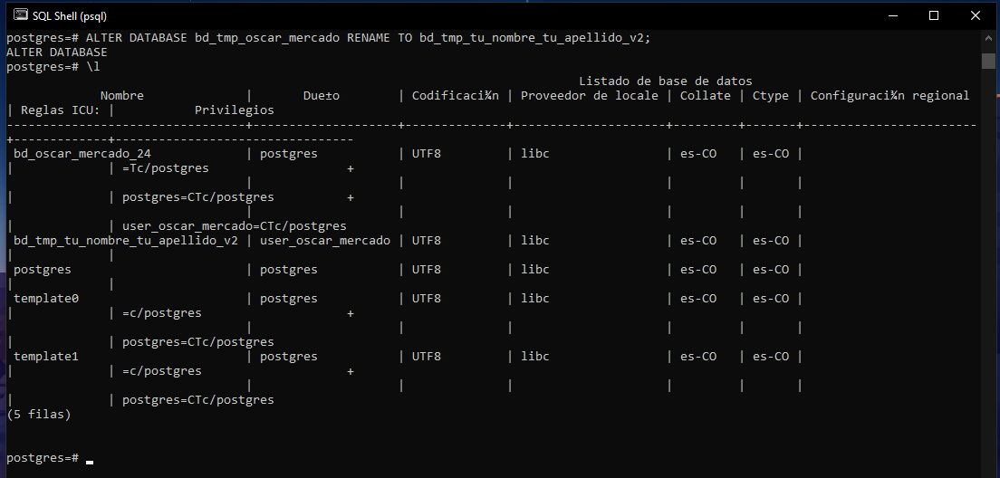 SQL Shell (psql)
postgres=# ALTER DATABASE bd_tmp_oscar_mercado RENAME TO bd_tmp_tu_nombre_tu_apellido_v2;
ALTER DATABASE
postgres=# \l
Listado de base de datos
Nombre | Due±o | Codificaci¾n | Proveedor de locale | Collate | Ctype | Configuraci¾n regional
| Reglas ICU: | Privilegios
---------------------------------+---------------------+--------------+---------------------+---------+-------+------------------------
+-------------+---------------------------------
bd_oscar_mercado_24 | postgres | UTF8 | libc | es-CO | es-CO |
| | =Tc/postgres +
| | | | | |
| | postgres=CTc/postgres +
| | | | | |
| | user_oscar_mercado=CTc/postgres
bd_tmp_tu_nombre_tu_apellido_v2 | user_oscar_mercado | UTF8 | libc | es-CO | es-CO |
| |
postgres | postgres | UTF8 | libc | es-CO | es-CO |
| |
template0 | postgres | UTF8 | libc | es-CO | es-CO |
| | =c/postgres +
| | | | | |
| | postgres=CTc/postgres
template1 | postgres | UTF8 | libc | es-CO | es-CO |
| | =c/postgres +
| | | | | |
| | postgres=CTc/postgres
(5 filas)
postgres=#